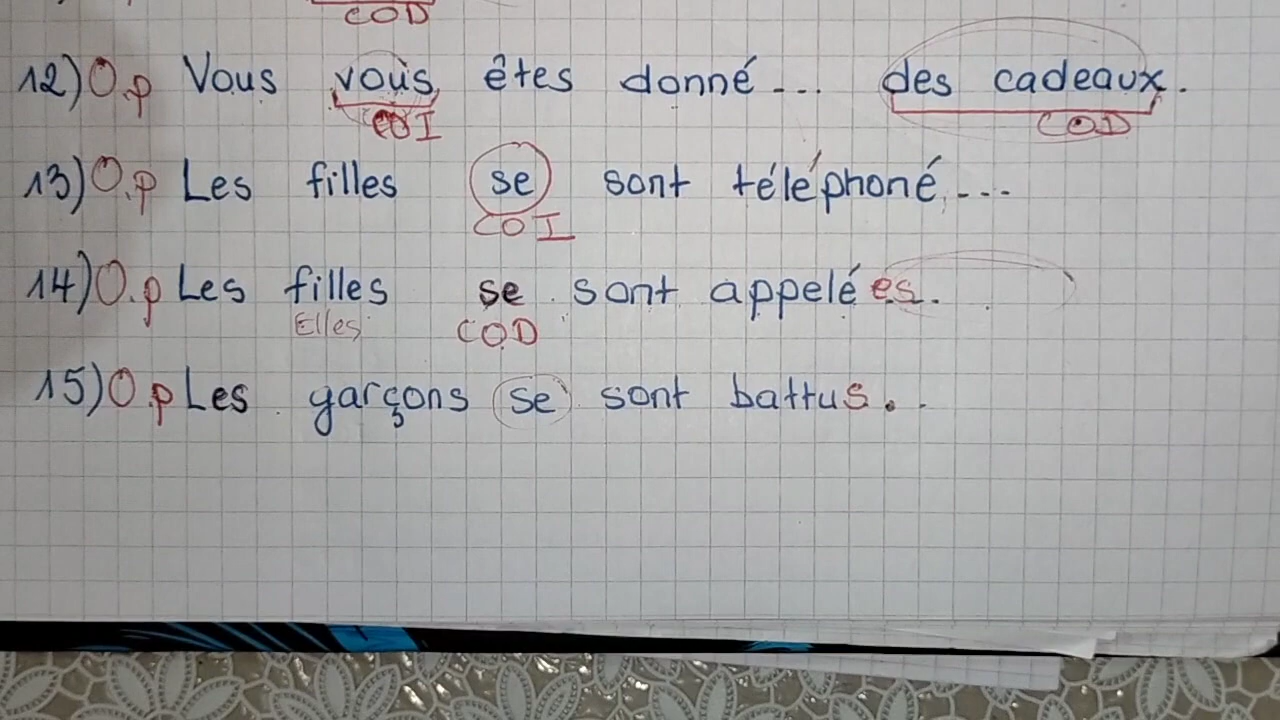 COD
12) O.p Vous vous êtes donné... des cadeaux.
COI COD
13) O.p Les filles se sont téléphoné...
COI
14) O.p Les filles se sont appelées.
Elles COD
15) O.p Les garçons se sont battus..